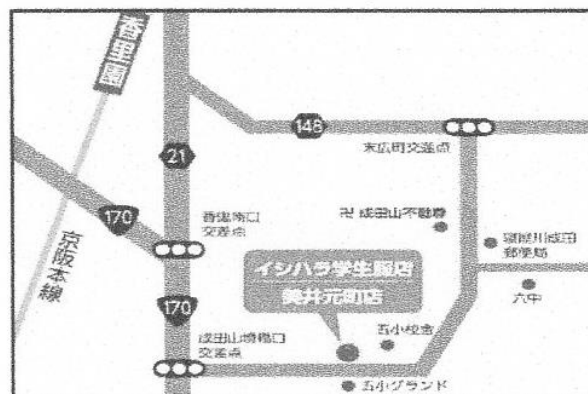 香里園
148
末広町交差点
21
170
香里南口
交差点
卍 成田山不動尊
寝屋川成田
郵便局
京阪本線
イシハラ学生服店
美井元町店
六中
170
成田山境橋口
交差点
五小校舎
五小グランド